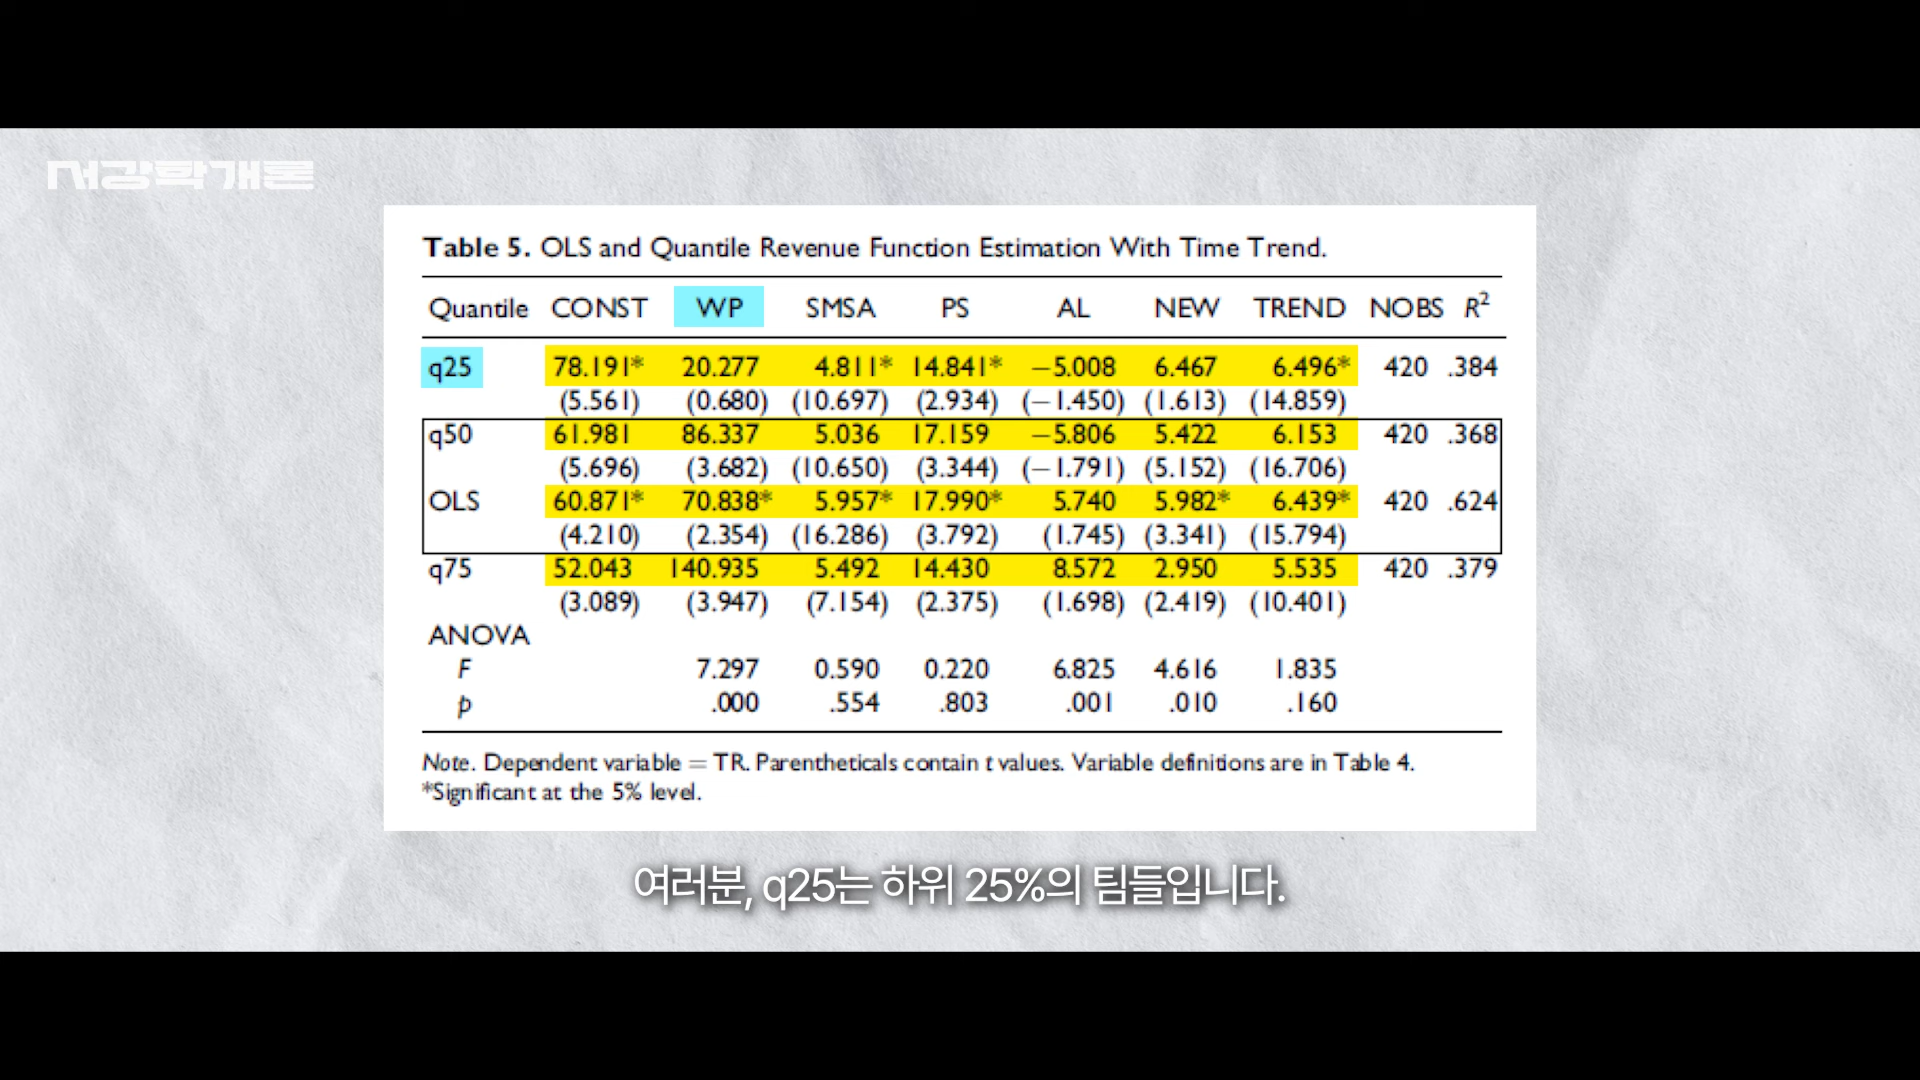 서강학개론
Table 5. OLS and Quantile Revenue Function Estimation With Time Trend.
Quantile CONST WP SMSA PS AL NEW TREND NOBS R²
q25 78.191* 20.277 4.811* 14.841* −5.008 6.467 6.496* 420 .384
(5.561) (0.680) (10.697) (2.934) (−1.450) (1.613) (14.859)
q50 61.981 86.337 5.036 17.159 −5.806 5.422 6.153 420 .368
(5.696) (3.682) (10.650) (3.344) (−1.791) (5.152) (16.706)
OLS 60.871* 70.838* 5.957* 17.990* 5.740 5.982* 6.439* 420 .624
(4.210) (2.354) (16.286) (3.792) (1.745) (3.341) (15.794)
q75 52.043 140.935 5.492 14.430 8.572 2.950 5.535 420 .379
(3.089) (3.947) (7.154) (2.375) (1.698) (2.419) (10.401)
ANOVA
F 7.297 0.590 0.220 6.825 4.616 1.835
p .000 .554 .803 .001 .010 .160
Note. Dependent variable = TR. Parentheticals contain t values. Variable definitions are in Table 4.
*Significant at the 5% level.
여러분, q25는 하위 25%의 팀들입니다.